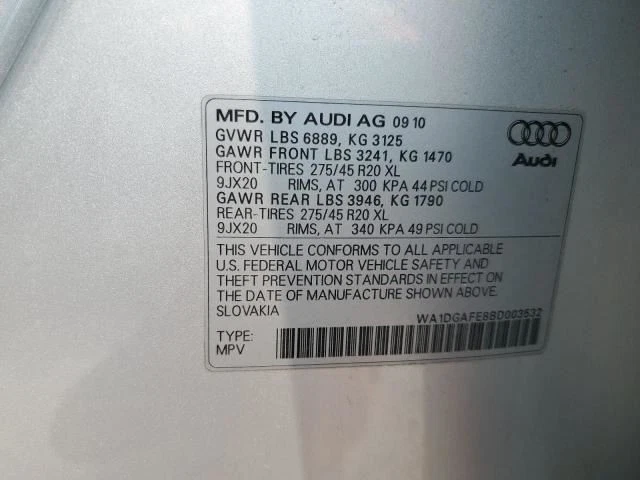 MFD. BY AUDI AG 09 10
GVWR LBS 6889, KG 3125
GAWR FRONT LBS 3241, KG 1470
FRONT-TIRES 275/45 R20 XL
9JX20 RIMS, AT 300 KPA 44 PSI COLD
GAWR REAR LBS 3946, KG 1790
REAR-TIRES 275/45 R20 XL
9JX20 RIMS, AT 340 KPA 49 PSI COLD
Audi
THIS VEHICLE CONFORMS TO ALL APPLICABLE
U.S. FEDERAL MOTOR VEHICLE SAFETY AND
THEFT PREVENTION STANDARDS IN EFFECT ON
THE DATE OF MANUFACTURE SHOWN ABOVE.
SLOVAKIA
WA1DGAFE8BD003532
TYPE:
MPV